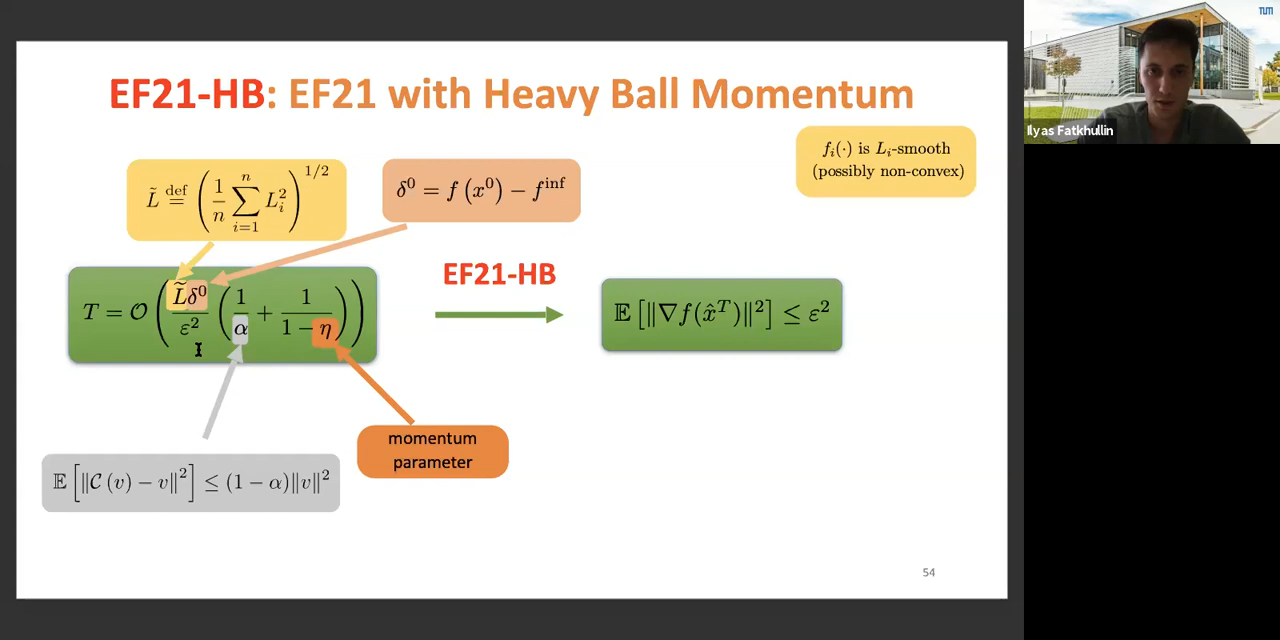 EF21-HB: EF21 with Heavy Ball Momentum
f_i(·) is L_i-smooth
(possibly non-convex)
L̃ def= (1/n ∑_{i=1}^{n} L_i^2)^{1/2}
δ^0 = f(x^0) − f^inf
EF21-HB
T = 𝒪(L̃δ^0/ε^2 (1/α + 1/(1 − η)))
𝔼[‖∇f(x̂^T)‖^2] ≤ ε^2
momentum
parameter
𝔼[‖𝒞(v) − v‖^2] ≤ (1 − α)‖v‖^2
54
TUM
Ilyas Fatkhullin